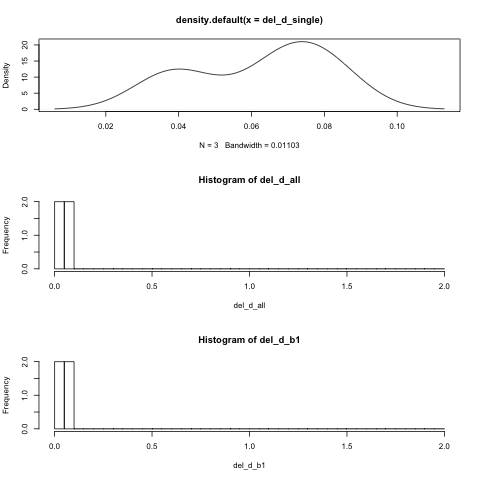 density.default(x = del_d_single)
Density
0 5 10 15 20
0.02 0.04 0.06 0.08 0.10
N = 3 Bandwidth = 0.01103
Histogram of del_d_all
Frequency
0.0 1.0 2.0
0.0 0.5 1.0 1.5 2.0
del_d_all
Histogram of del_d_b1
Frequency
0.0 1.0 2.0
0.0 0.5 1.0 1.5 2.0
del_d_b1